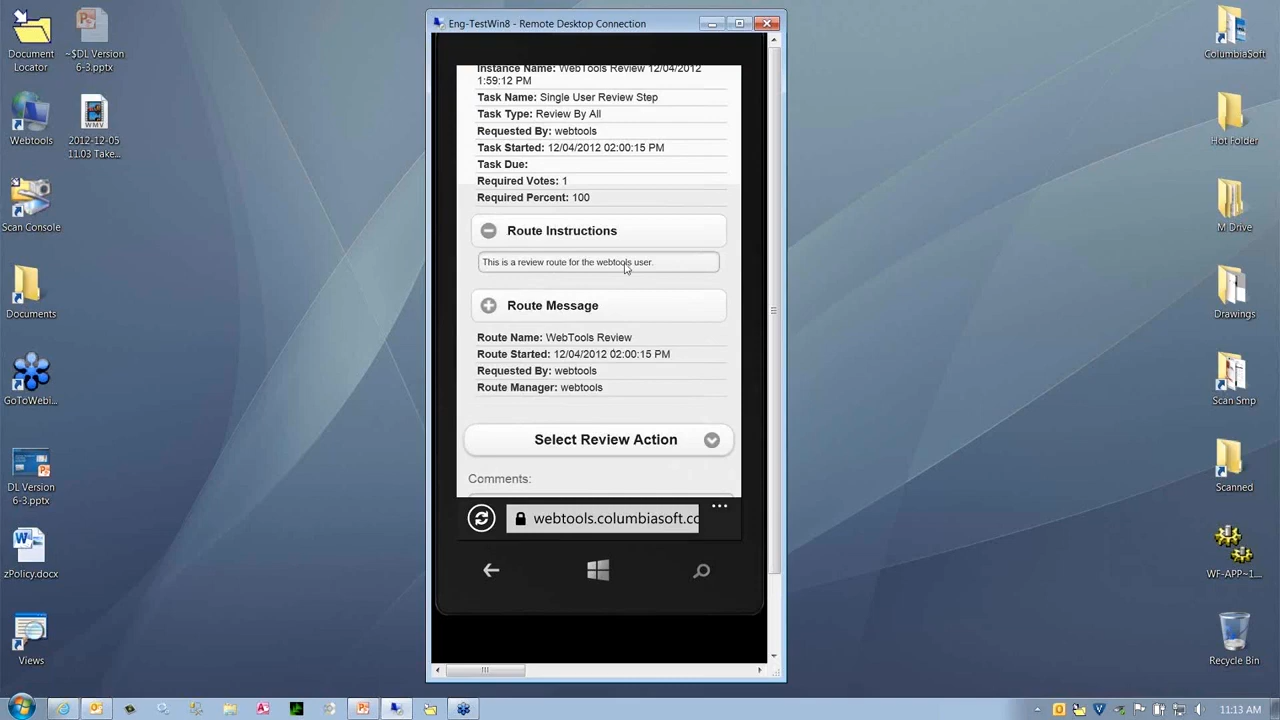 Eng-TestWin8 - Remote Desktop Connection
Document
Locator
~$DL Version
6-3.pptx
Webtools
2012-12-05
11.03 Take...
Scan Console
Documents
GoToWebi...
DL Version
6-3.pptx
zPolicy.docx
Views
Instance Name: WebTools Review 12/04/2012
1:59:12 PM
Task Name: Single User Review Step
Task Type: Review By All
Requested By: webtools
Task Started: 12/04/2012 02:00:15 PM
Task Due:
Required Votes: 1
Required Percent: 100
Route Instructions
This is a review route for the webtools user.
Route Message
Route Name: WebTools Review
Route Started: 12/04/2012 02:00:15 PM
Requested By: webtools
Route Manager: webtools
Select Review Action
Comments:
webtools.columbiasoft.cc
ColumbiaSoft
Hot Folder
M Drive
Drawings
Scan Smp
Scanned
WF-APP~1...
Recycle Bin
11:13 AM